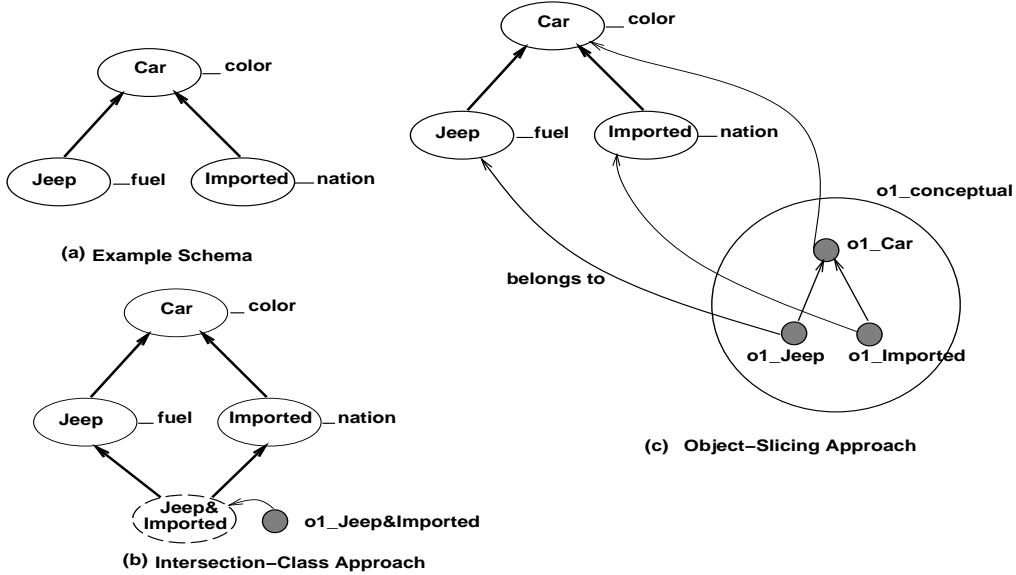 Car
color
Jeep
fuel
Imported
nation
(a) Example Schema
Car
color
Jeep
fuel
Imported
nation
Jeep&
Imported
o1_Jeep&Imported
(b) Intersection-Class Approach
Car
color
Jeep
fuel
Imported
nation
o1_conceptual
o1_Car
belongs to
o1_Jeep
o1_Imported
(c) Object-Slicing Approach